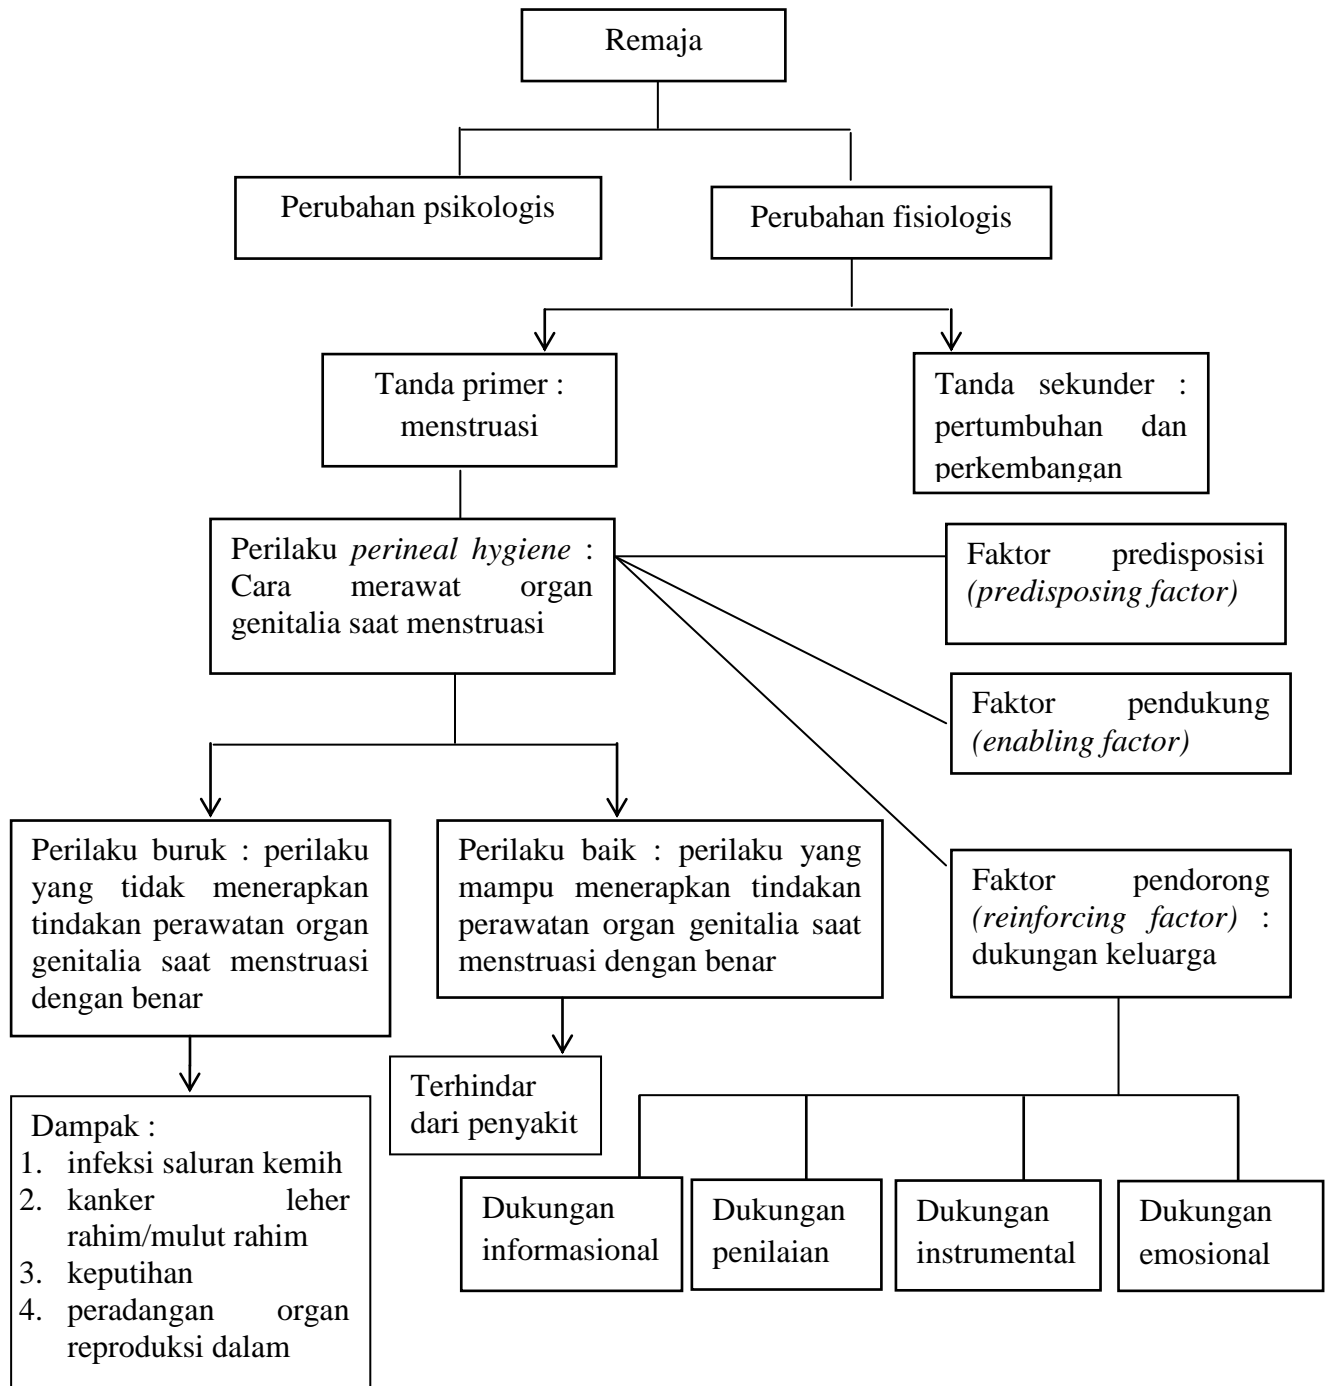 Remaja
Perubahan psikologis
Perubahan fisiologis
Tanda primer :
menstruasi
Tanda sekunder :
pertumbuhan dan
perkembangan
Perilaku perineal hygiene :
Cara merawat organ
genitalia saat menstruasi
Faktor predisposisi
(predisposing factor)
Faktor pendukung
(enabling factor)
Perilaku buruk : perilaku
yang tidak menerapkan
tindakan perawatan organ
genitalia saat menstruasi
dengan benar
Perilaku baik : perilaku yang
mampu menerapkan tindakan
perawatan organ genitalia saat
menstruasi dengan benar
Faktor pendorong
(reinforcing factor) :
dukungan keluarga
Terhindar
dari penyakit
Dampak :
1. infeksi saluran kemih
2. kanker leher
rahim/mulut rahim
3. keputihan
4. peradangan organ
reproduksi dalam
Dukungan
informasional
Dukungan
penilaian
Dukungan
instrumental
Dukungan
emosional